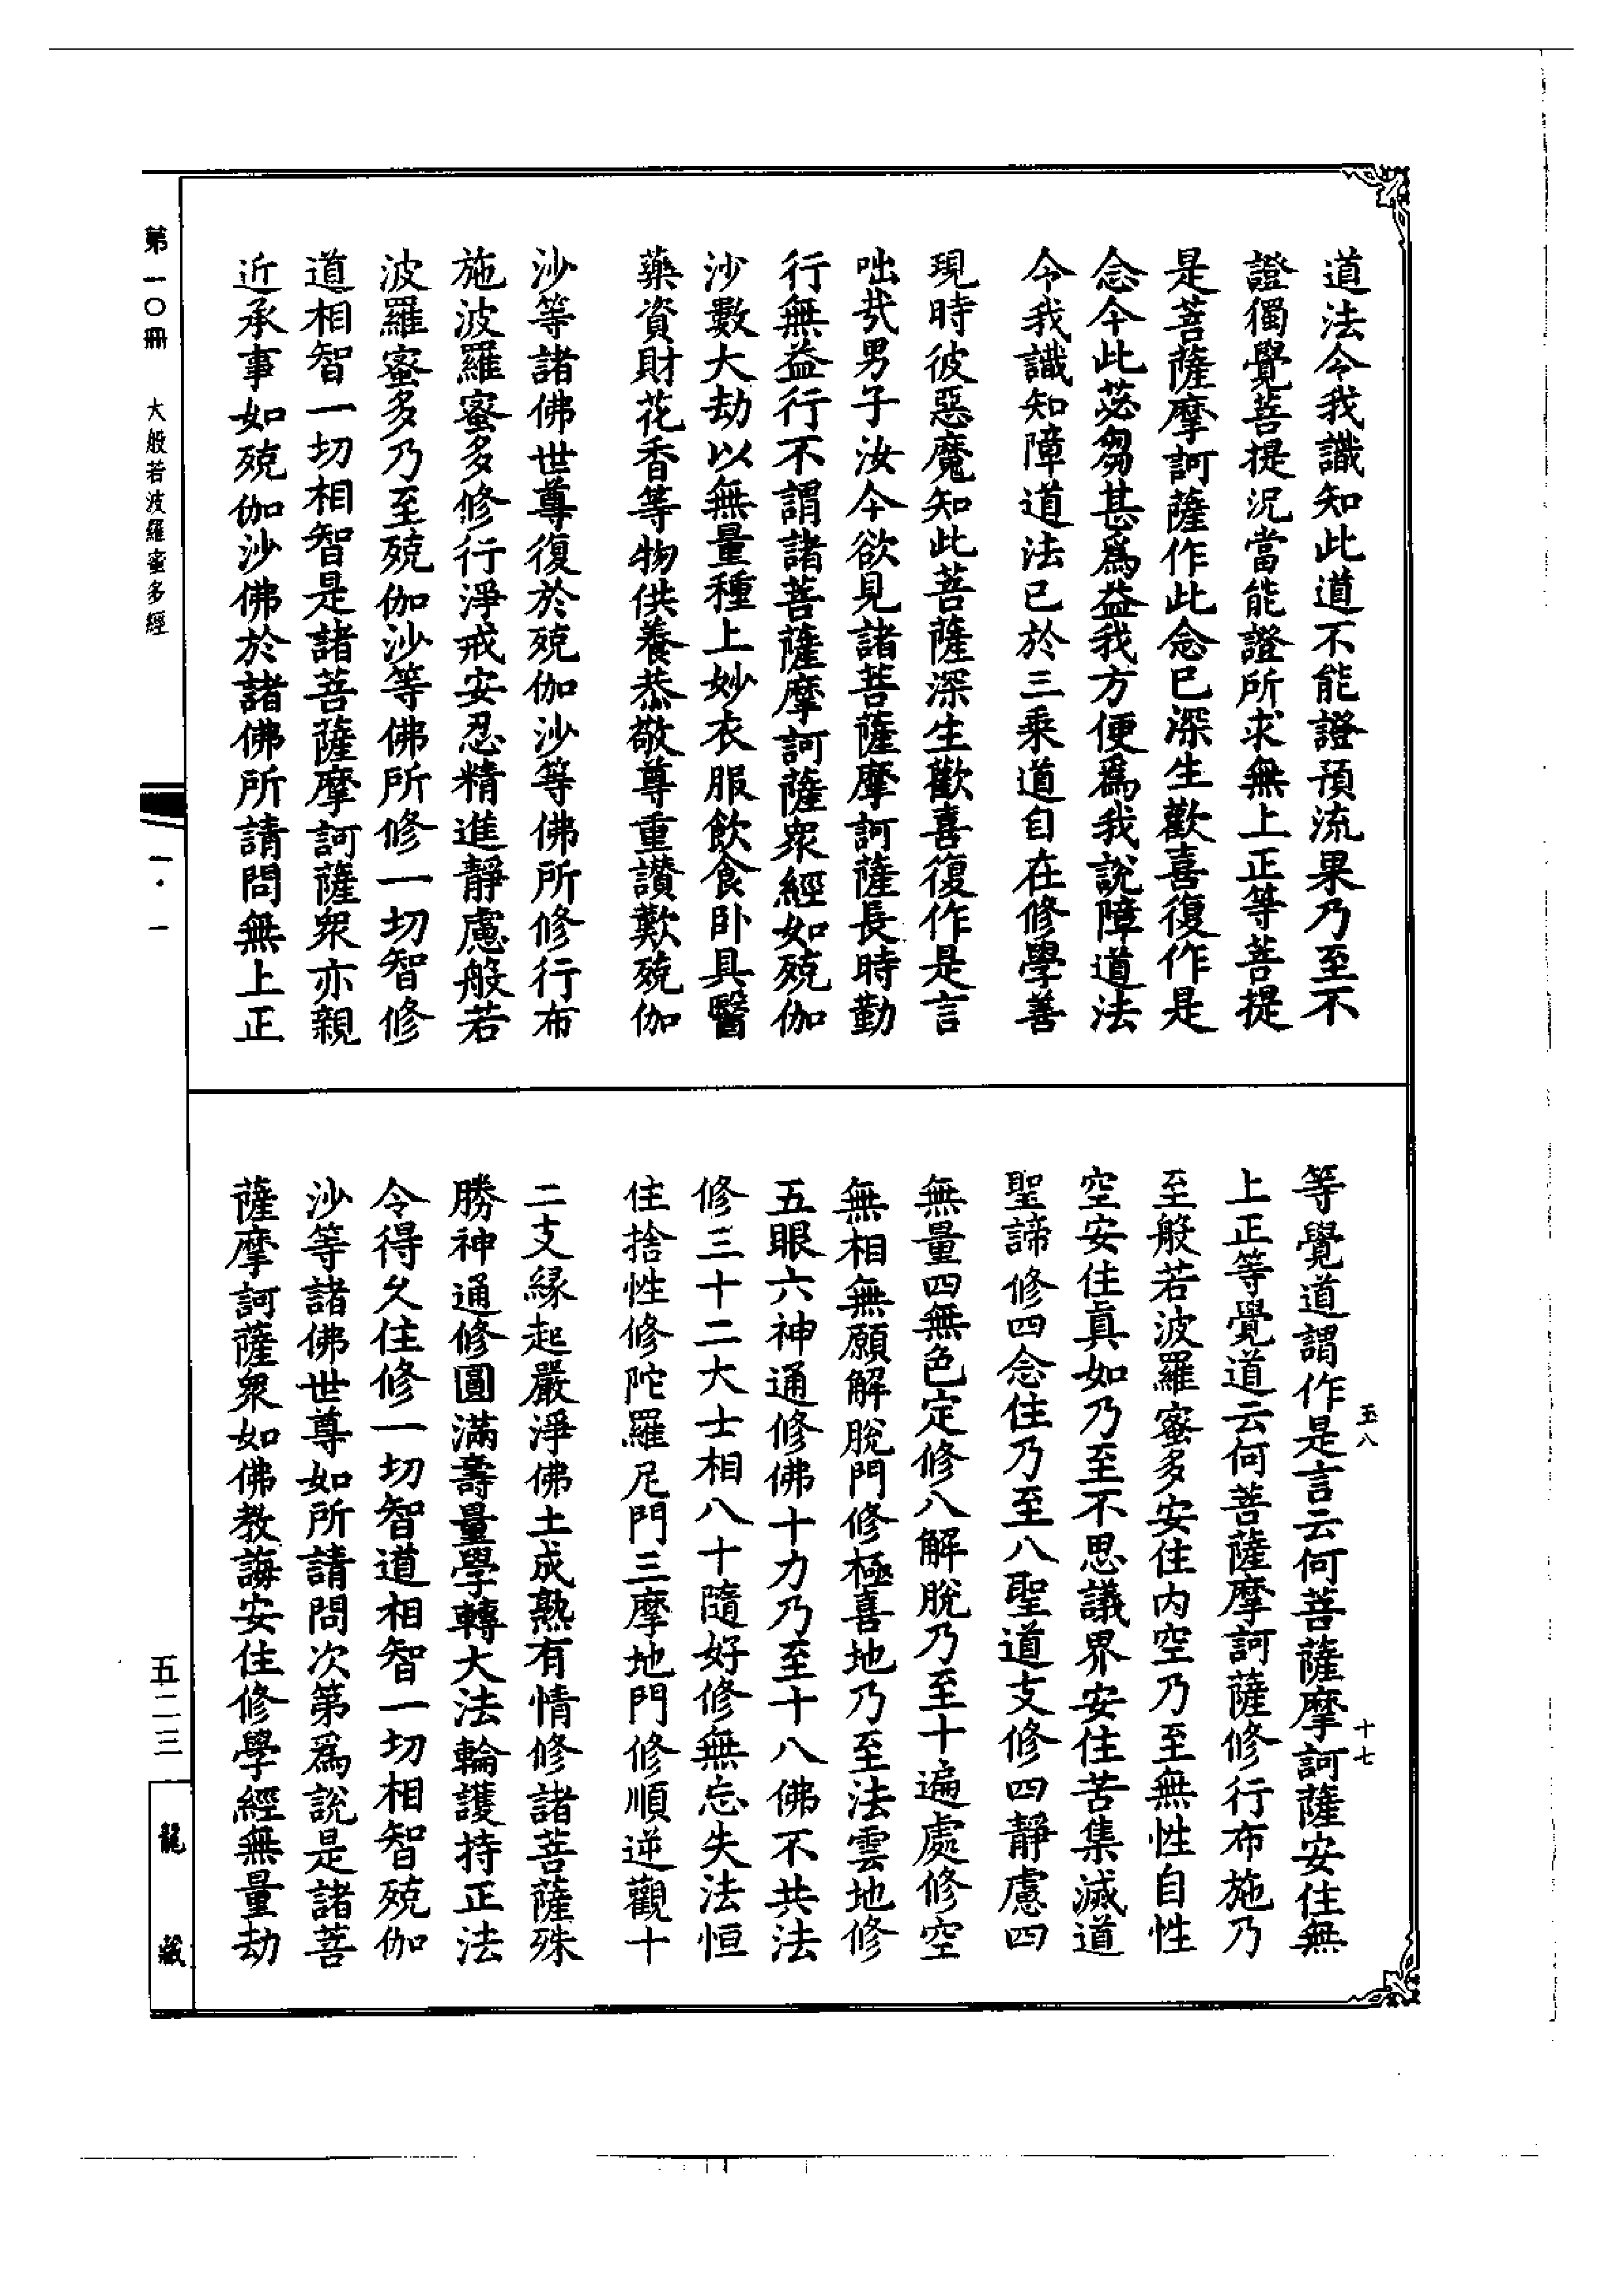 道法令我識知此道不能證預流果乃至不
證獨覺菩提況當能證所求無上正等菩提
是菩薩摩訶薩作此念已深生歡喜復作是
念今此苾芻甚爲益我方便爲我說障道法
令我識知障道法已於三乘道自在修學善
現時彼惡魔知此菩薩深生歡喜復作是言
咄哉男子汝今欲見諸菩薩摩訶薩長時勤
行無益行不謂諸菩薩摩訶薩衆經如殑伽
沙數大劫以無量種上妙衣服飲食卧具醫
藥資財花香等物供養恭敬尊重讚歎殑伽
沙等諸佛世尊復於殑伽沙等佛所修行布
施波羅蜜多修行淨戒安忍精進靜慮般若
波羅蜜多乃至殑伽沙等佛所修一切智修
道相智一切相智是諸菩薩摩訶薩衆亦親
近承事如殑伽沙佛於諸佛所請問無上正
等覺道謂作是言云何菩薩摩訶薩安住無
上正等覺道云何菩薩摩訶薩修行布施乃
至般若波羅蜜多安住内空乃至無性自性
空安住真如乃至不思議界安住苦集滅道
聖諦修四念住乃至八聖道支修四靜慮四
無量四無色定修八解脫乃至十遍處修空
無相無願解脫門修極喜地乃至法雲地修
五眼六神通修佛十力乃至十八佛不共法
修三十二大士相八十隨好修無忘失法恒
住捨性修陀羅尼門三摩地門修順逆觀十
二支緣起嚴淨佛土成熟有情修諸菩薩殊
勝神通修圓滿壽量學轉大法輪護持正法
令得久住修一切智道相智一切相智殑伽
沙等諸佛世尊如所請問次第爲說是諸菩
薩摩訶薩衆如佛教誨安住修學經無量劫
玉八
十七
第一〇冊
大般若波羅蜜多經
一·一
五二三
龍藏